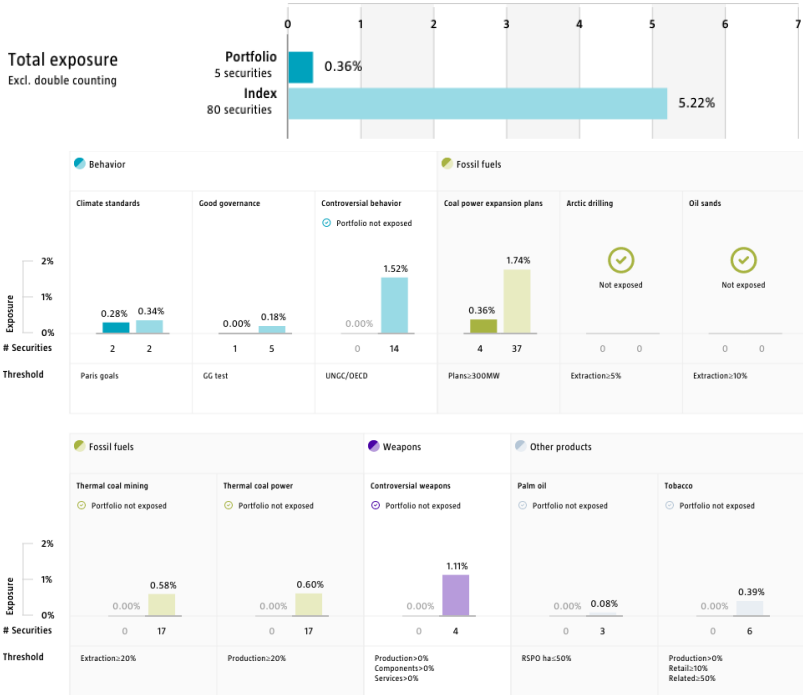 0 1 2 3 4 5 6 7
Total exposure
Excl. double counting
Portfolio
5 securities
0.36%
Index
80 securities
5.22%
Behavior
Fossil fuels
Climate standards
Good governance
Controversial behavior
Coal power expansion plans
Arctic drilling
Oil sands
Portfolio not exposed
Exposure
2%
1%
0%
0.28% 0.34%
0.00% 0.18%
0.00% 1.52%
0.36% 1.74%
Not exposed
Not exposed
# Securities
2 2 1 5 0 14 4 37 0 0 0 0
Threshold
Paris goals
GG test
UNGC/OECD
Plans≥300MW
Extraction≥5%
Extraction≥10%
Fossil fuels
Weapons
Other products
Thermal coal mining
Thermal coal power
Controversial weapons
Palm oil
Tobacco
Portfolio not exposed
Portfolio not exposed
Portfolio not exposed
Portfolio not exposed
Portfolio not exposed
Exposure
2%
1%
0%
0.00% 0.58%
0.00% 0.60%
0.00% 1.11%
0.00% 0.08%
0.00% 0.39%
# Securities
0 17 0 17 0 4 0 3 0 6
Threshold
Extraction≥20%
Production≥20%
Production>0%
Components>0%
Services>0%
RSPO ha≤50%
Production>0%
Retail≥10%
Related≥50%